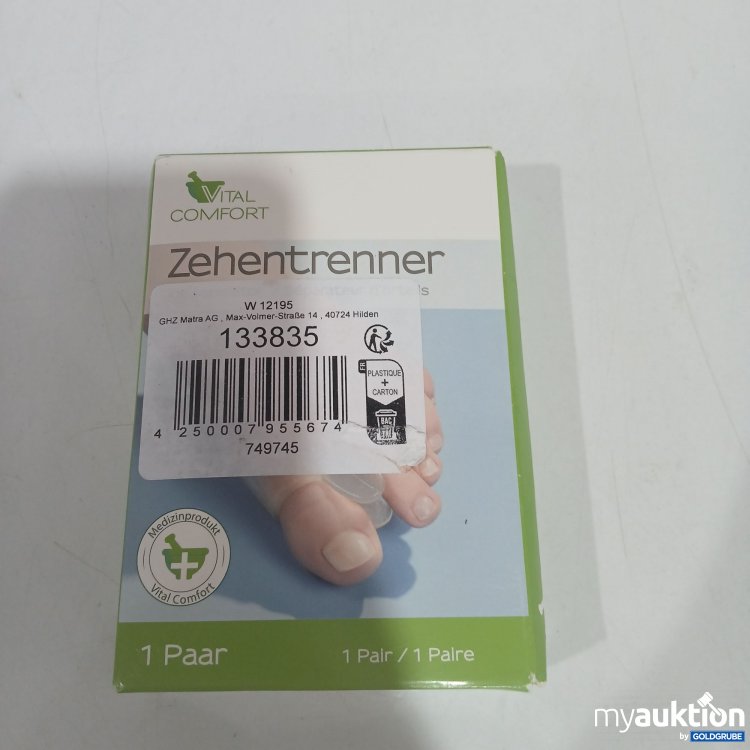 VITAL
COMFORT
Zehentrenner
W 12195
GHZ Matra AG , Max-Volmer-Straße 14 , 40724 Hilden
133835
FR
PLASTIQUE
+
CARTON
BAC
4 250007 955674
749745
Medizinprodukt
Vital Comfort
1 Paar
1 Pair / 1 Paire
myauktion
by GOLDGRUBE